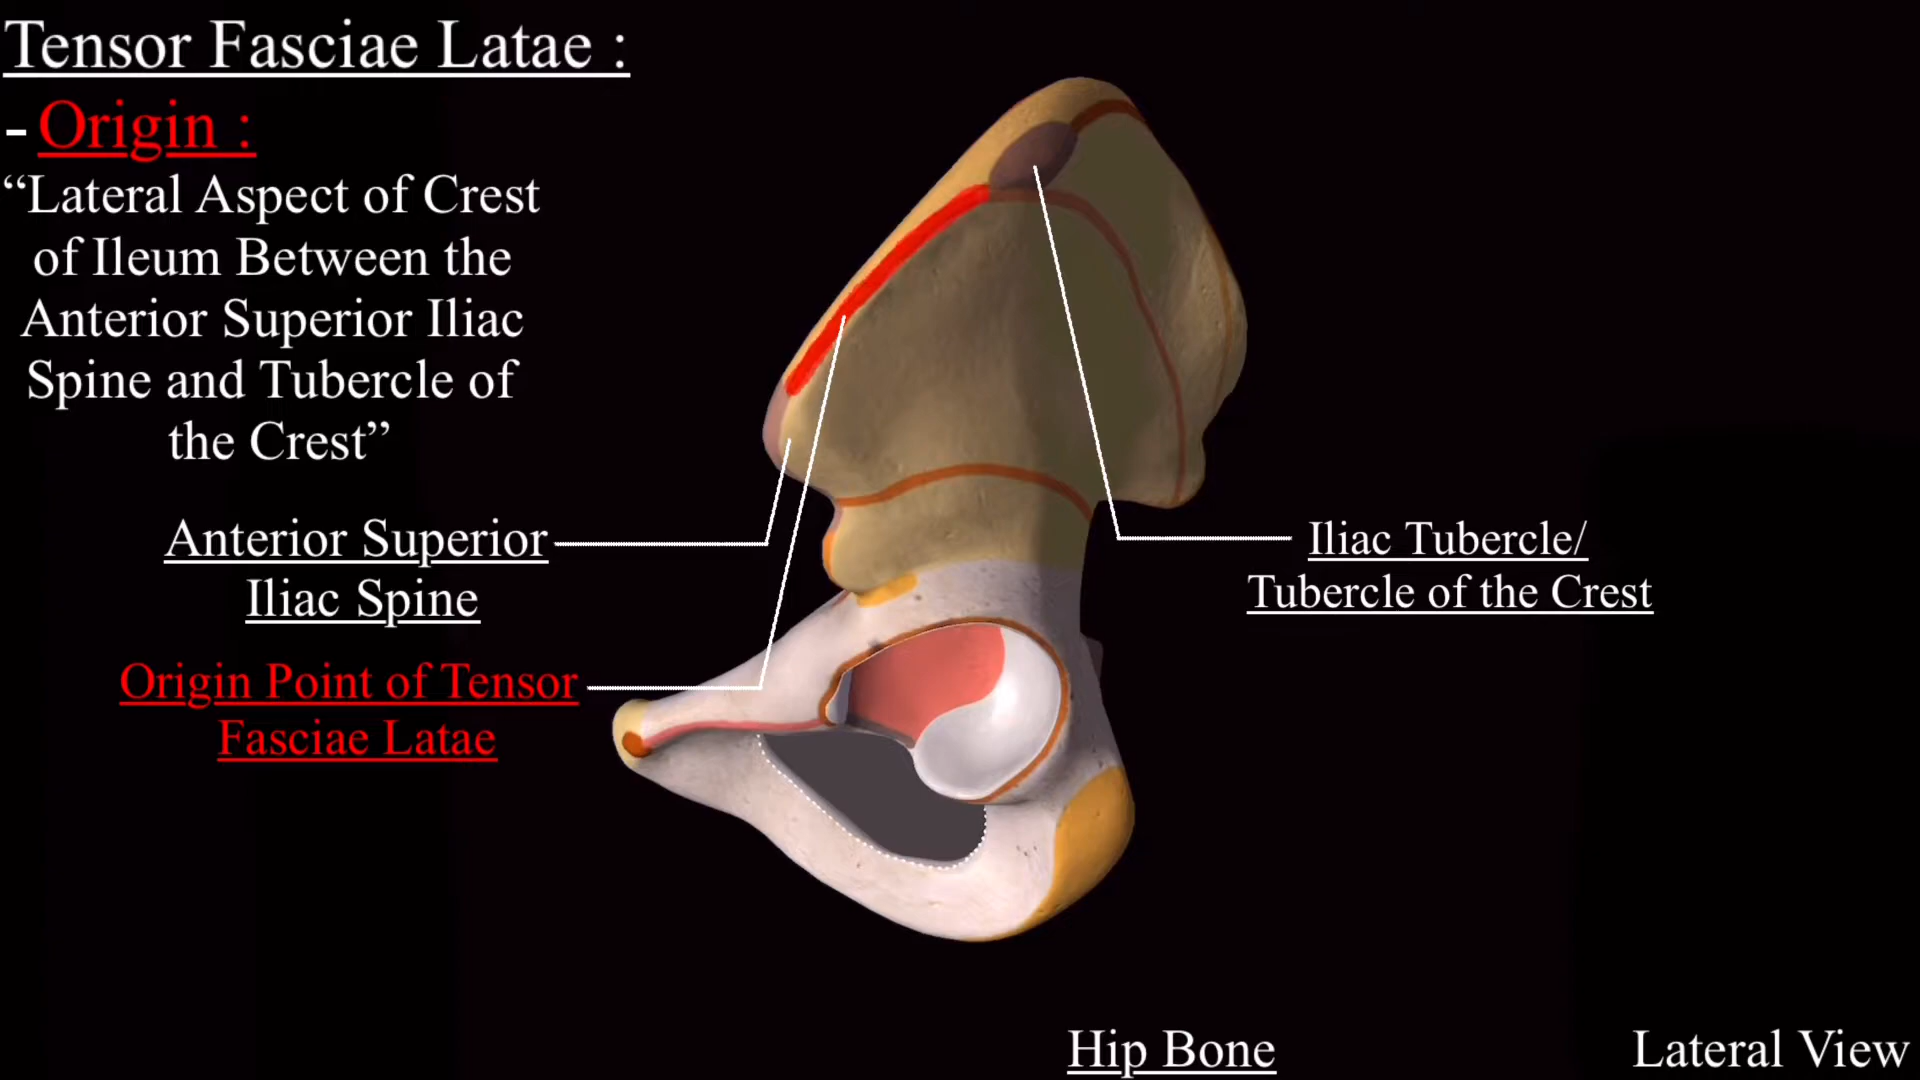 Tensor Fasciae Latae :
- Origin :
“Lateral Aspect of Crest
of Ileum Between the
Anterior Superior Iliac
Spine and Tubercle of
the Crest”
Anterior Superior
Iliac Spine
Origin Point of Tensor
Fasciae Latae
Iliac Tubercle/
Tubercle of the Crest
Hip Bone
Lateral View